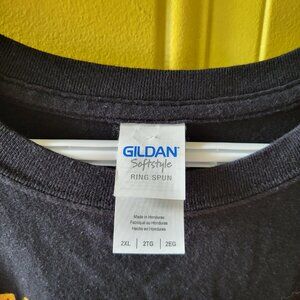 GILDAN
Softstyle
RING SPUN
Made in Honduras
Fabriqué au Honduras
Hecho en Honduras
2XL | 2TG | 2EG